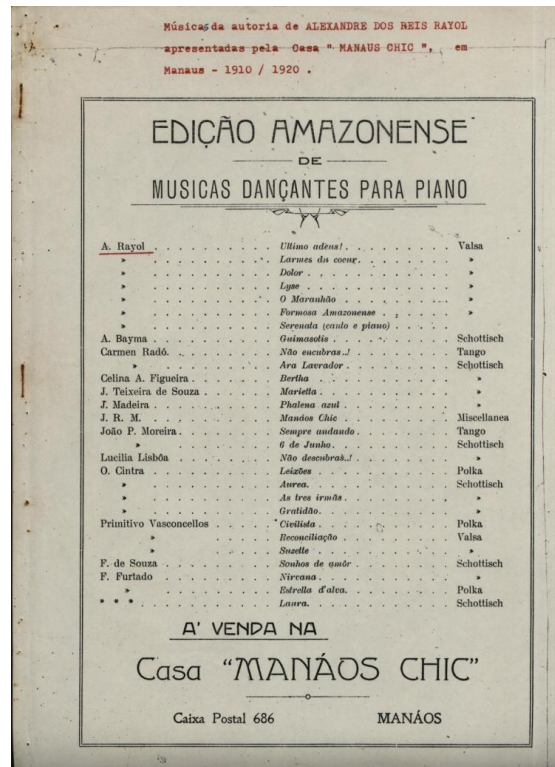 Músicas da autoria de ALEXANDRE DOS REIS RAYOL
apresentadas pela Casa " MANAUS CHIC ", em
Manaus - 1910 / 1920 .
EDIÇÃO AMAZONENSE
DE
MUSICAS DANÇANTES PARA PIANO
A. Rayol . . . . . . . . . Ultimo adeus! . . . . . . . . . Valsa
» . . . . . . . . . Larmes du coeur . . . . . . . . »
» . . . . . . . . . Dolor . . . . . . . . . »
» . . . . . . . . . Lyse . . . . . . . . . »
» . . . . . . . . . O Maranhão . . . . . . . . . »
» . . . . . . . . . Formosa Amazonense . . . . »
» . . . . . . . . . Serenata (canto e piano) . . . . .
A. Bayma . . . . . . . . . Guimasotis . . . . . . . . . Schottisch
Carmen Radó. . . . . . . . . Não encubras..! . . . . . . . . Tango
» . . . . . . . . . Ara Lavrador . . . . . . . . Schottisch
Celina A. Figueira . . . . . . Bertha . . . . . . . . . »
J. Teixeira de Souza . . . . . . Marietta . . . . . . . . . »
J. Madeira . . . . . . . . . Phalena azul . . . . . . . . »
J. R. M. . . . . . . . . . Manáos Chic . . . . . . . . Miscellanea
João P. Moreira . . . . . . . . Sempre andando . . . . . . . Tango
» . . . . . . . . . 6 de Junho . . . . . . . . . Schottisch
Lucilia Lisbôa . . . . . . . . Não descubras..! . . . . . . . . »
O. Cintra . . . . . . . . . Leixões . . . . . . . . . Polka
» . . . . . . . . . Aurea. . . . . . . . . . Schottisch
» . . . . . . . . . As tres irmãs . . . . . . . . »
» . . . . . . . . . Gratidão. . . . . . . . . »
Primitivo Vasconcellos . . . . . Civilista . . . . . . . . . Polka
» . . . . . Reconciliação . . . . . . . . Valsa
» . . . . . Suzette . . . . . . . . . »
F. de Souza . . . . . . . . . Sonhos de amôr . . . . . . . Schottisch
F. Furtado . . . . . . . . . Nirvana . . . . . . . . . »
» . . . . . . . . . Estrella d'alva. . . . . . . . Polka
* * * . . . . . . . . . Laura. . . . . . . . . . Schottisch
A' VENDA NA
Casa "MANÁOS CHIC"
Caixa Postal 686 MANÁOS